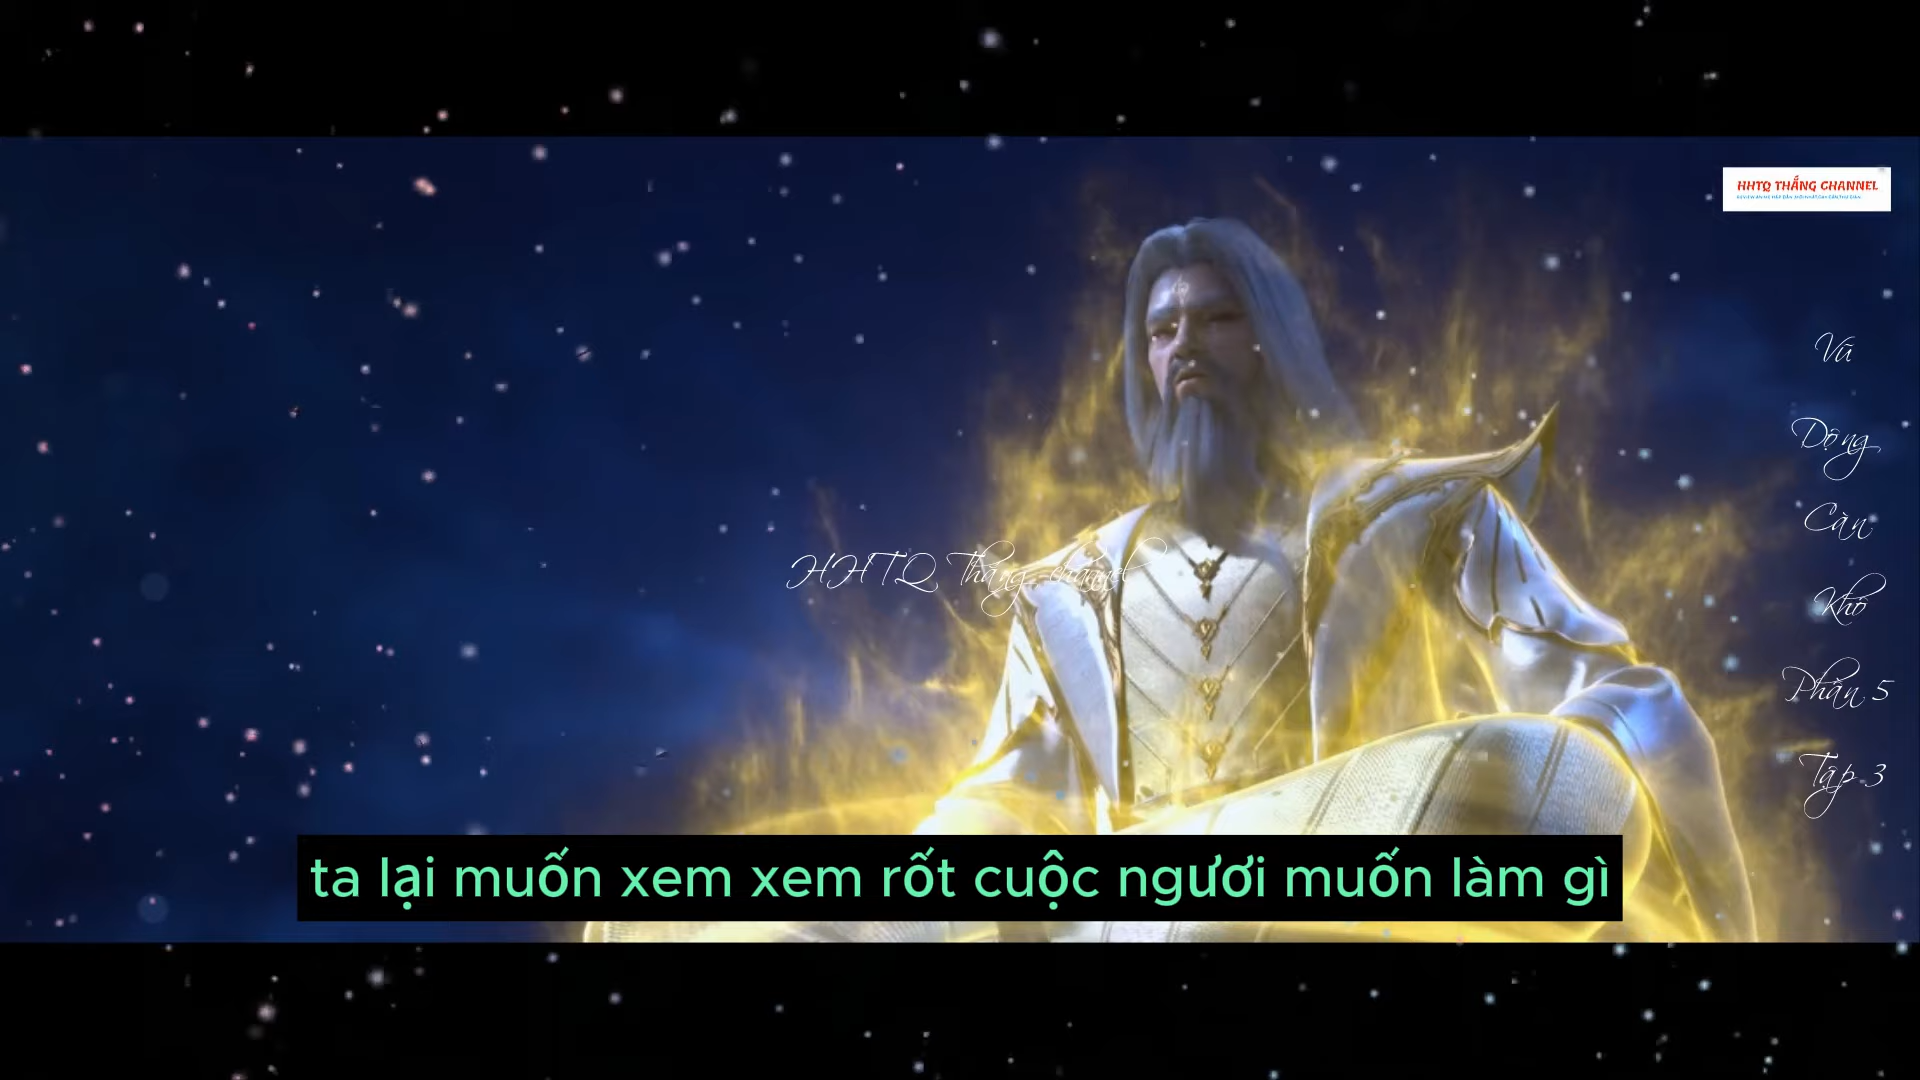 HHTQ THẮNG CHANNEL
Vũ
Động
Càn
Khô
Phần 5
Tập 3
HHTQ Thắng channel
ta lại muốn xem xem rốt cuộc ngươi muốn làm gì